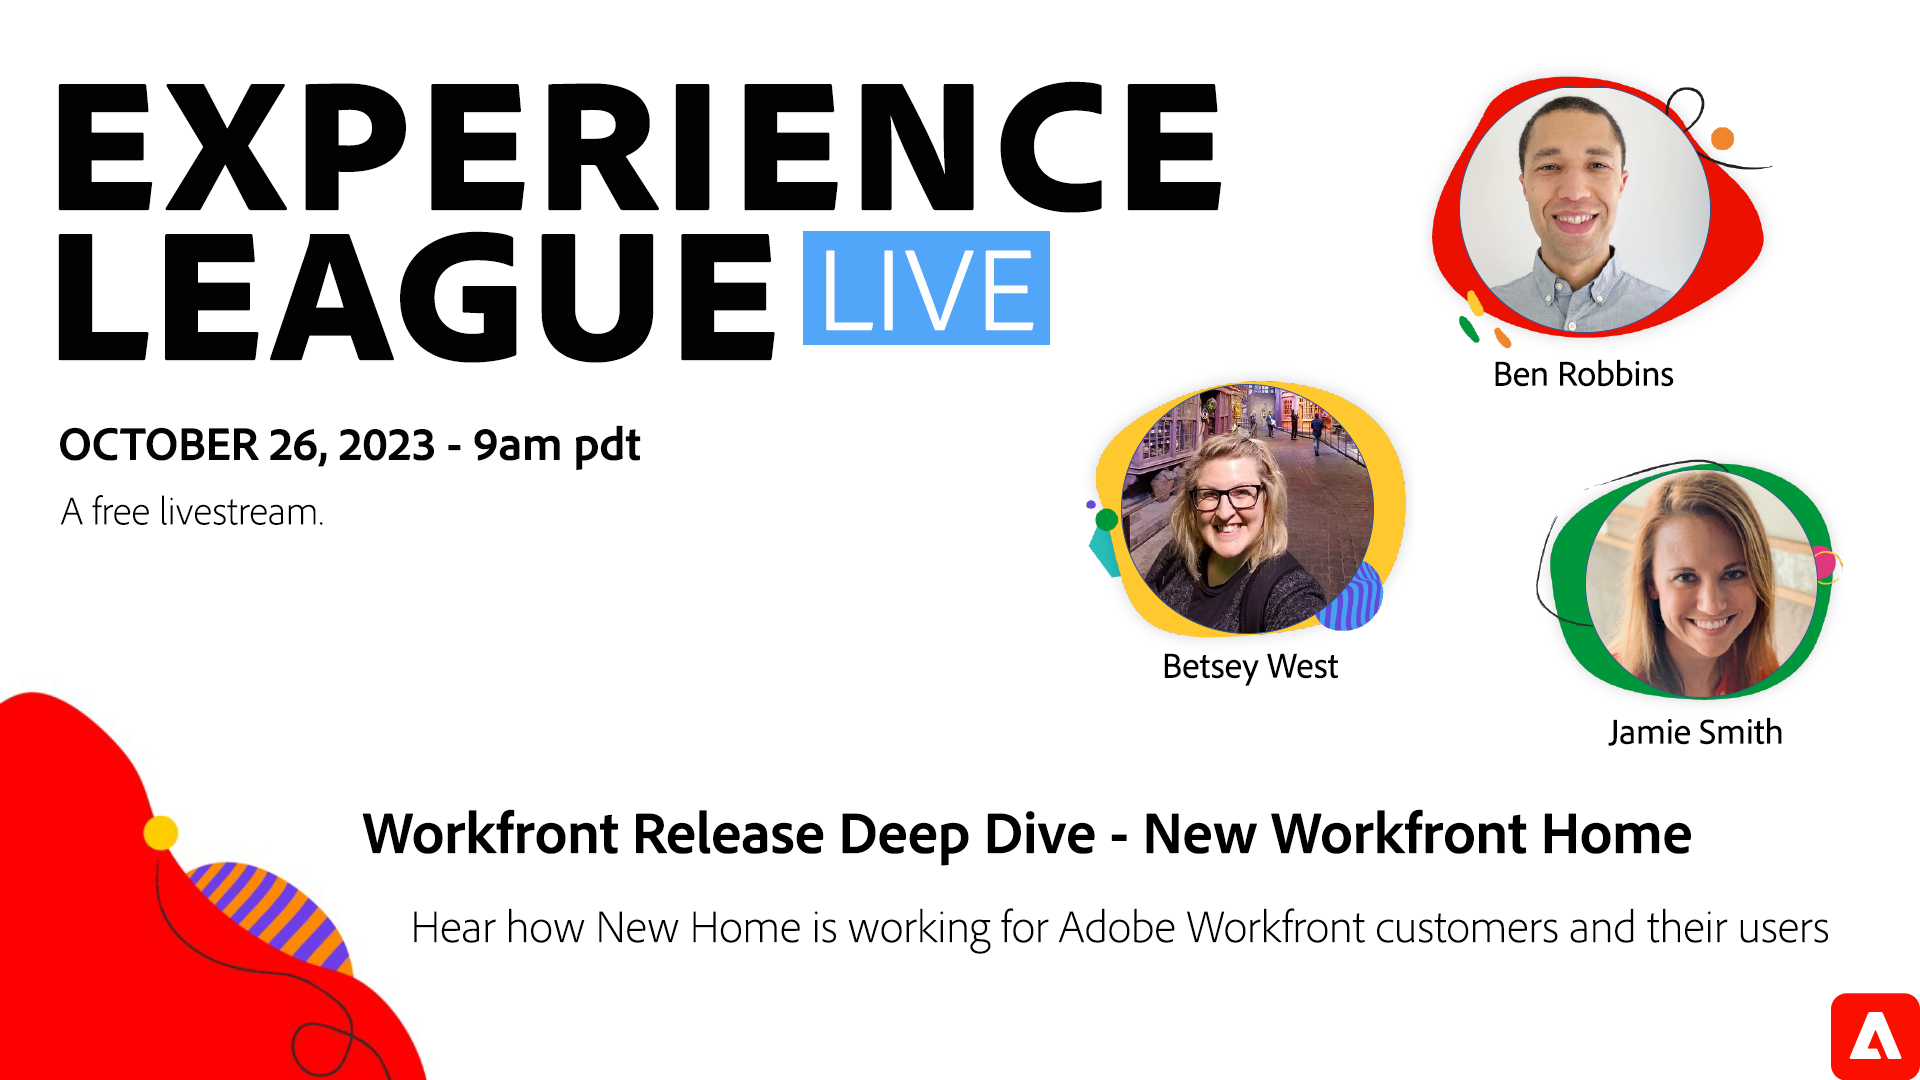 EXPERIENCE
LEAGUE LIVE
OCTOBER 26, 2023 - 9am pdt
A free livestream.
Ben Robbins
Betsey West
Jamie Smith
Workfront Release Deep Dive - New Workfront Home
Hear how New Home is working for Adobe Workfront customers and their users